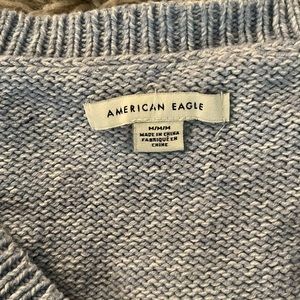 AMERICAN EAGLE
M/M/M
MADE IN CHINA
FABRIQUÉ EN
CHINE